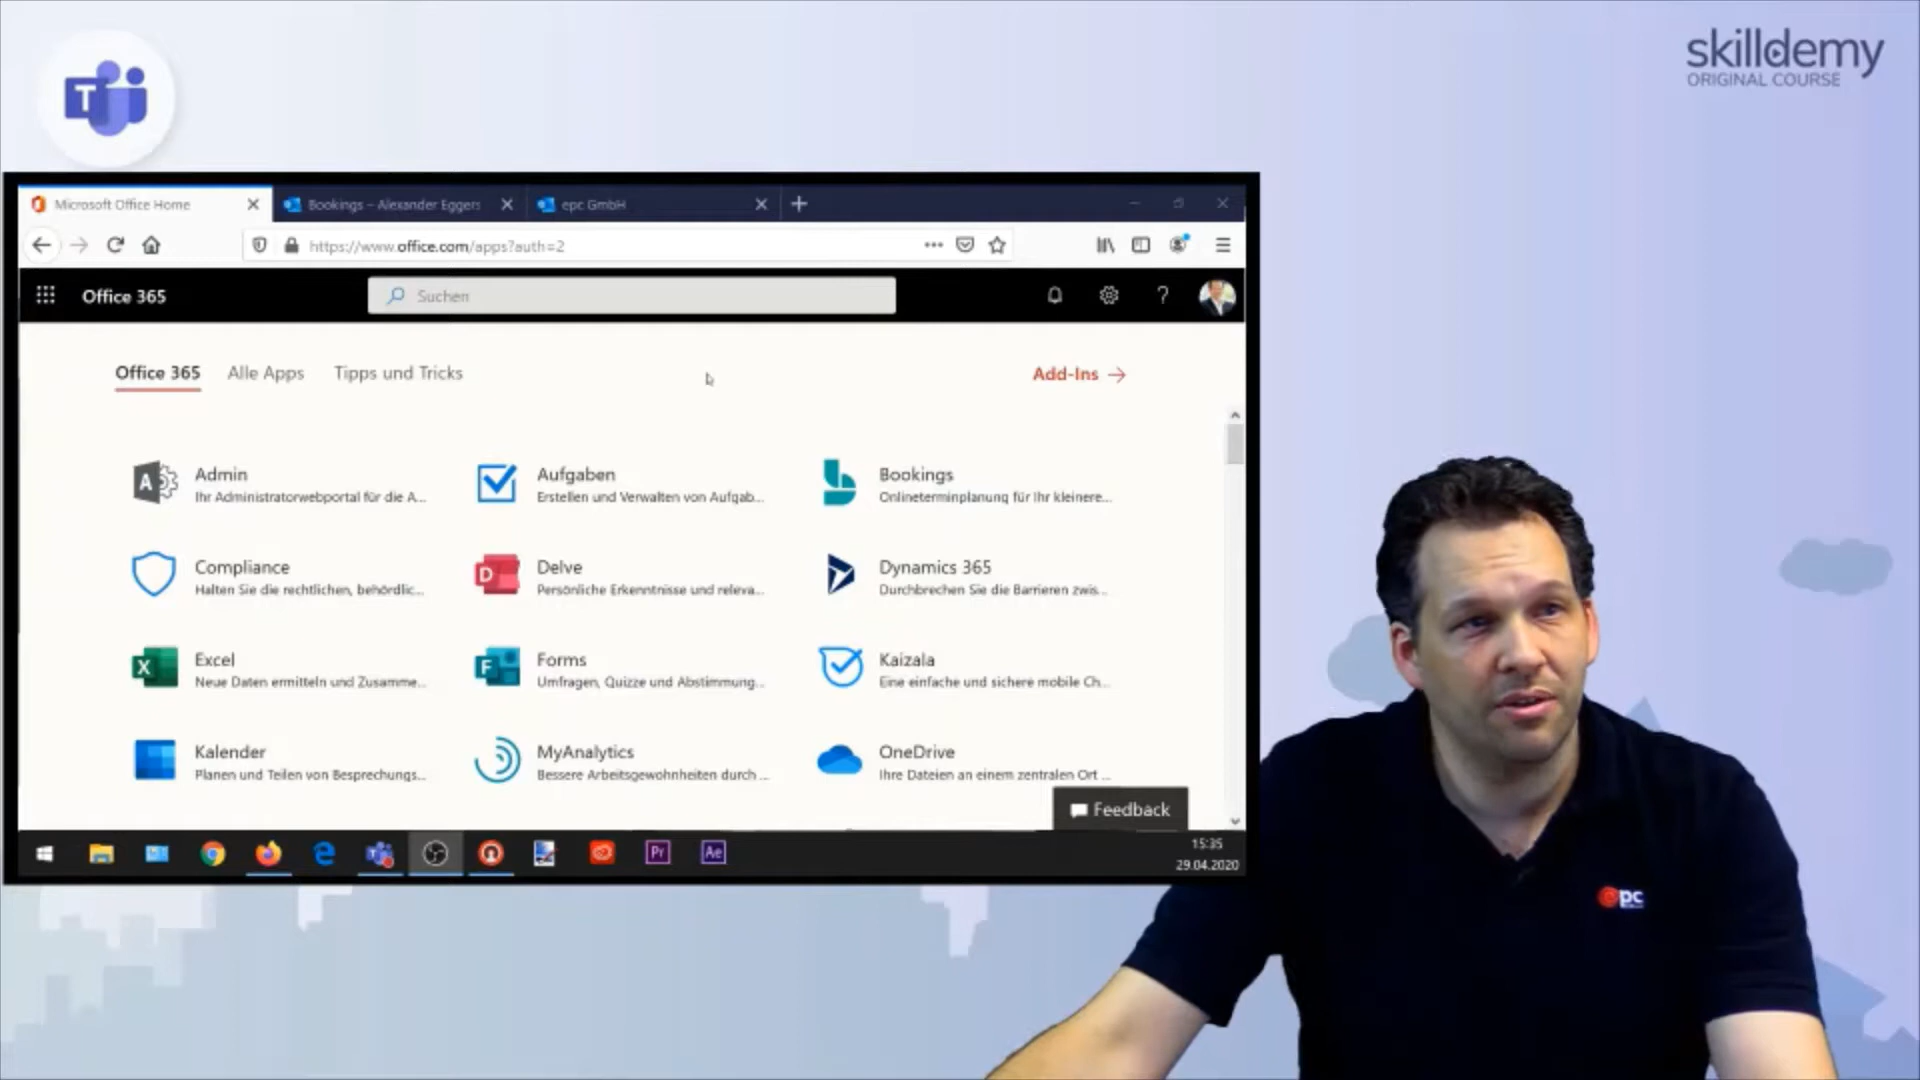 T
skilldemy
ORIGINAL COURSE
Microsoft Office Home
Bookings – Alexander Eggers
epc GmbH
https://www.office.com/apps?auth=2
Office 365
Suchen
Office 365
Alle Apps
Tipps und Tricks
Add-Ins
A
Admin
Ihr Administratorwebportal für die A...
Aufgaben
Erstellen und Verwalten von Aufgab...
Bookings
Onlineterminplanung für Ihr kleinere...
Compliance
Halten Sie die rechtlichen, behördlic...
D
Delve
Persönliche Erkenntnisse und releva...
Dynamics 365
Durchbrechen Sie die Barrieren zwis...
X
Excel
Neue Daten ermitteln und Zusamme...
F
Forms
Umfragen, Quizze und Abstimmung...
Kaizala
Eine einfache und sichere mobile Ch...
Kalender
Planen und Teilen von Besprechungs...
MyAnalytics
Bessere Arbeitsgewohnheiten durch ...
OneDrive
Ihre Dateien an einem zentralen Ort ...
Feedback
Pr
Ae
15:35
29.04.2020
epc